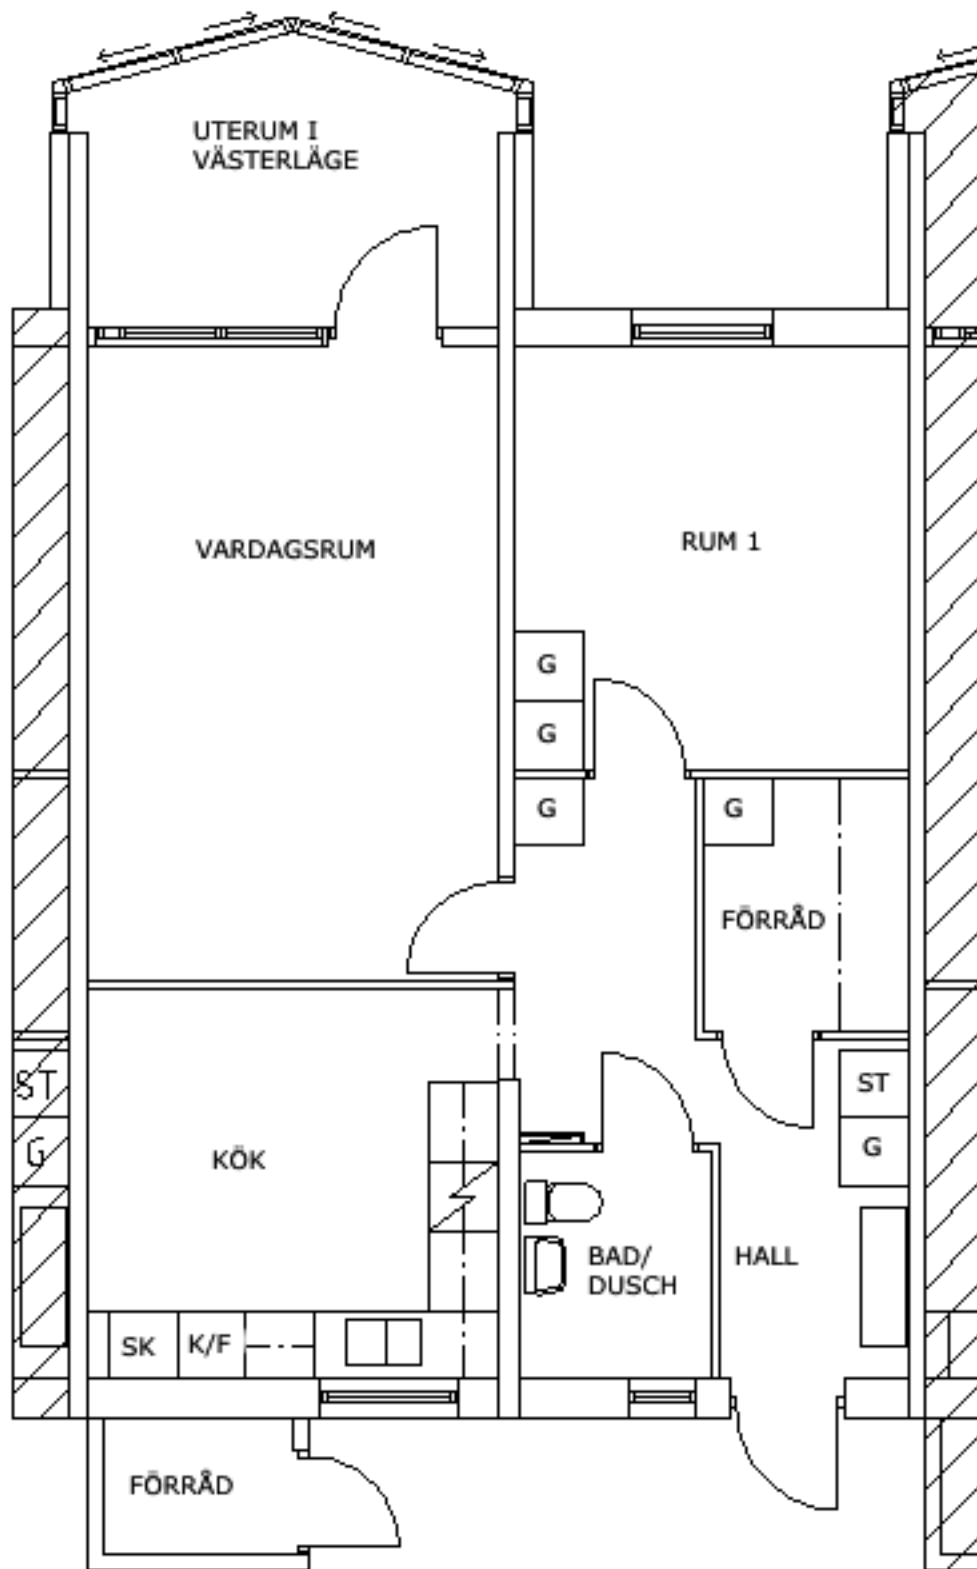 UTERUM I
VÄSTERLÄGE
VARDAGSRUM
RUM 1
G
G
G
G
FÖRRÅD
ST
G
ST
G
KÖK
BAD/
DUSCH
HALL
SK
K/F
FÖRRÅD